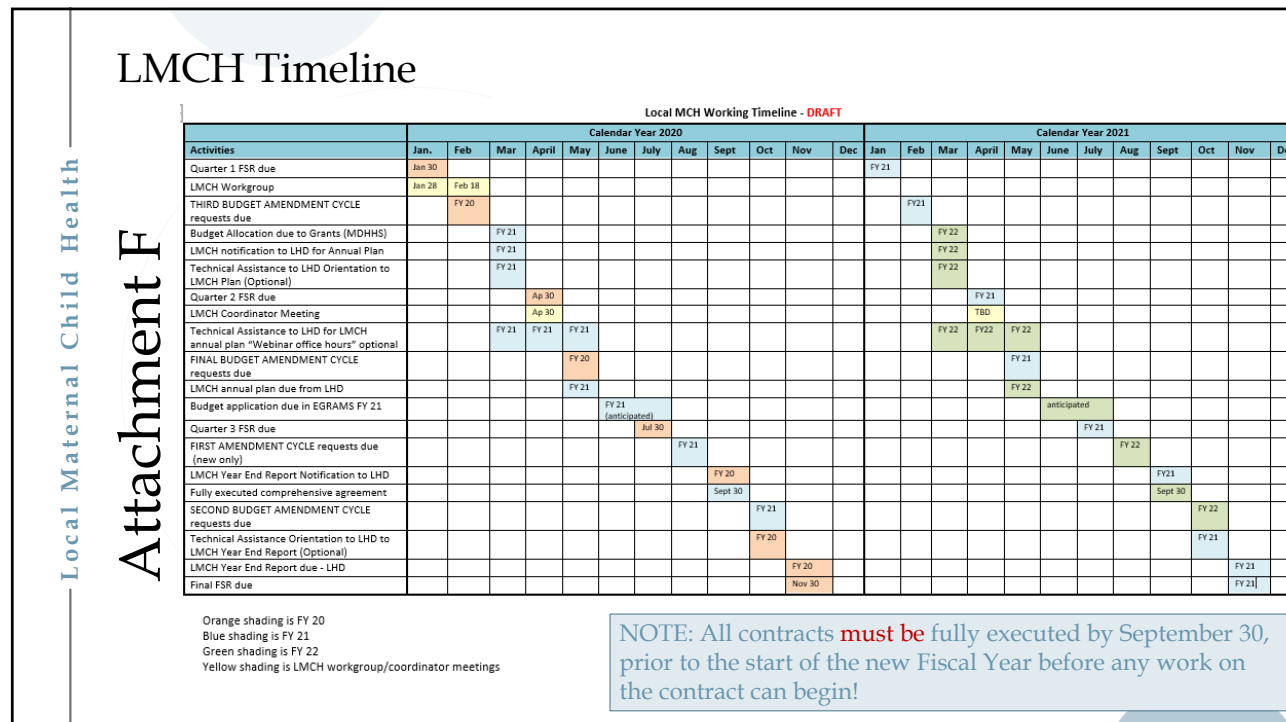 LMCH Timeline
Local Maternal Child Health
Attachment F
Local MCH Working Timeline - DRAFT
Calendar Year 2020 Calendar Year 2021
Activities Jan. Feb Mar April May June July Aug Sept Oct Nov Dec Jan Feb Mar April May June July Aug Sept Oct Nov
Quarter 1 FSR due Jan 30 FY 21
LMCH Workgroup Jan 28 Feb 18
THIRD BUDGET AMENDMENT CYCLE FY 20 FY21
requests due
Budget Allocation due to Grants (MDHHS) FY 21 FY 22
LMCH notification to LHD for Annual Plan FY 21 FY 22
Technical Assistance to LHD Orientation to FY 21 FY 22
LMCH Plan (Optional)
Quarter 2 FSR due Ap 30 FY 21
LMCH Coordinator Meeting Ap 30 TBD
Technical Assistance to LHD for LMCH FY 21 FY 21 FY 21 FY 22 FY22 FY 22
annual plan “Webinar office hours” optional
FINAL BUDGET AMENDMENT CYCLE FY 20 FY 21
requests due
LMCH annual plan due from LHD FY 21 FY 22
Budget application due in EGRAMS FY 21 FY 21 anticipated
(anticipated)
Quarter 3 FSR due Jul 30 FY 21
FIRST AMENDMENT CYCLE requests due FY 21 FY 22
(new only)
LMCH Year End Report Notification to LHD FY 20 FY21
Fully executed comprehensive agreement Sept 30 Sept 30
SECOND BUDGET AMENDMENT CYCLE FY 21 FY 22
requests due
Technical Assistance Orientation to LHD to FY 20 FY 21
LMCH Year End Report (Optional)
LMCH Year End Report due - LHD FY 20 FY 21
Final FSR due Nov 30 FY 21
Orange shading is FY 20
Blue shading is FY 21
Green shading is FY 22
Yellow shading is LMCH workgroup/coordinator meetings
NOTE: All contracts must be fully executed by September 30,
prior to the start of the new Fiscal Year before any work on
the contract can begin!